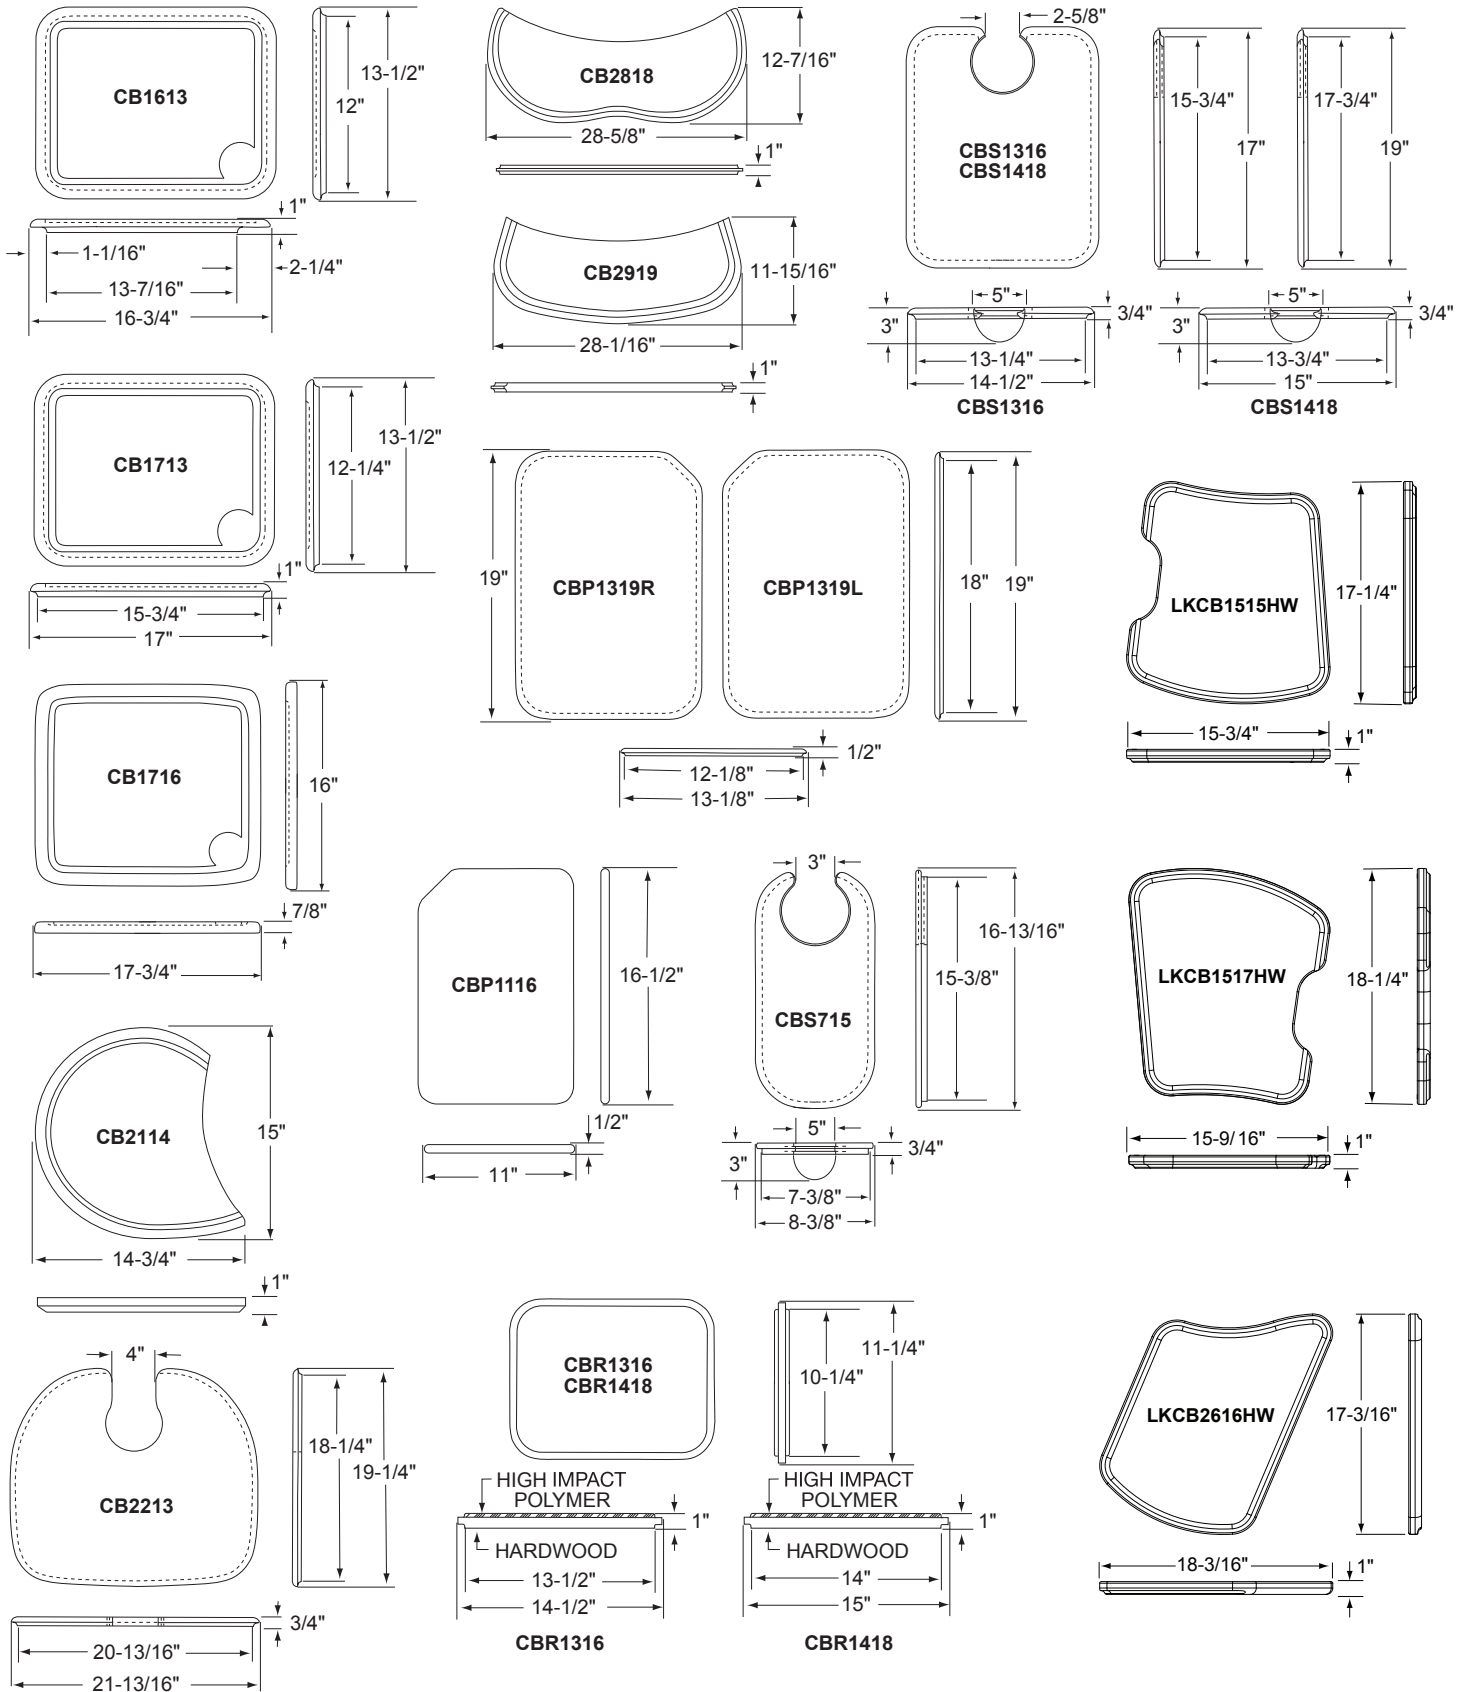 CB1613
12"
13-1/2"
1"
1-1/16"
2-1/4"
13-7/16"
16-3/4"
CB1713
12-1/4"
13-1/2"
1"
15-3/4"
17"
CB1716
16"
7/8"
17-3/4"
CB2114
15"
14-3/4"
1"
4"
CB2213
18-1/4"
19-1/4"
3/4"
20-13/16"
21-13/16"
CB2818
12-7/16"
28-5/8"
1"
CB2919
11-15/16"
28-1/16"
1"
2-5/8"
CBS1316
CBS1418
15-3/4"
17"
17-3/4"
19"
5"
3"
3/4"
13-1/4"
14-1/2"
CBS1316
5"
3"
3/4"
13-3/4"
15"
CBS1418
19"
CBP1319R
CBP1319L
18"
19"
1/2"
12-1/8"
13-1/8"
LKCB1515HW
17-1/4"
15-3/4"
1"
CBP1116
16-1/2"
1/2"
11"
3"
CBS715
15-3/8"
16-13/16"
5"
3"
3/4"
7-3/8"
8-3/8"
LKCB1517HW
18-1/4"
15-9/16"
1"
CBR1316
CBR1418
10-1/4"
11-1/4"
HIGH IMPACT
POLYMER
1"
HARDWOOD
13-1/2"
14-1/2"
CBR1316
HIGH IMPACT
POLYMER
1"
HARDWOOD
14"
15"
CBR1418
LKCB2616HW
17-3/16"
18-3/16"
1"